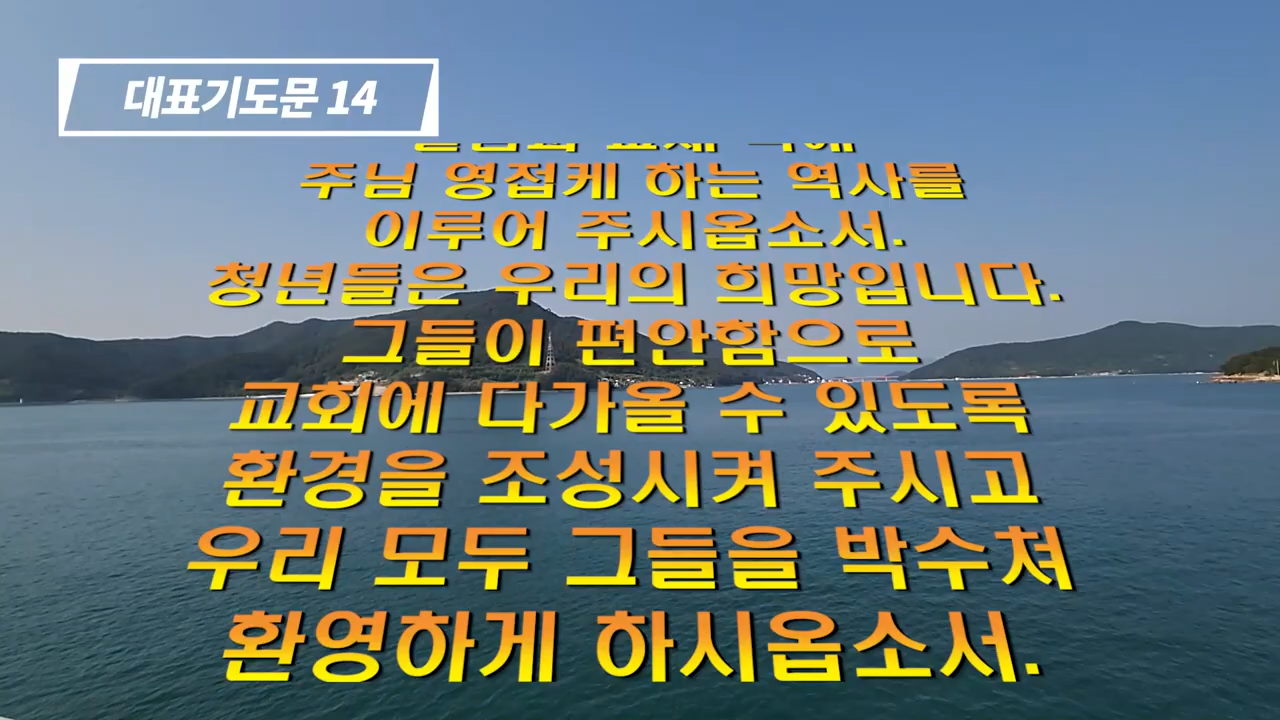 대표기도문 14
주님 영접케 하는 역사를
이루어 주시옵소서.
청년들은 우리의 희망입니다.
그들이 편안함으로
교회에 다가올 수 있도록
환경을 조성시켜 주시고
우리 모두 그들을 박수쳐
환영하게 하시옵소서.